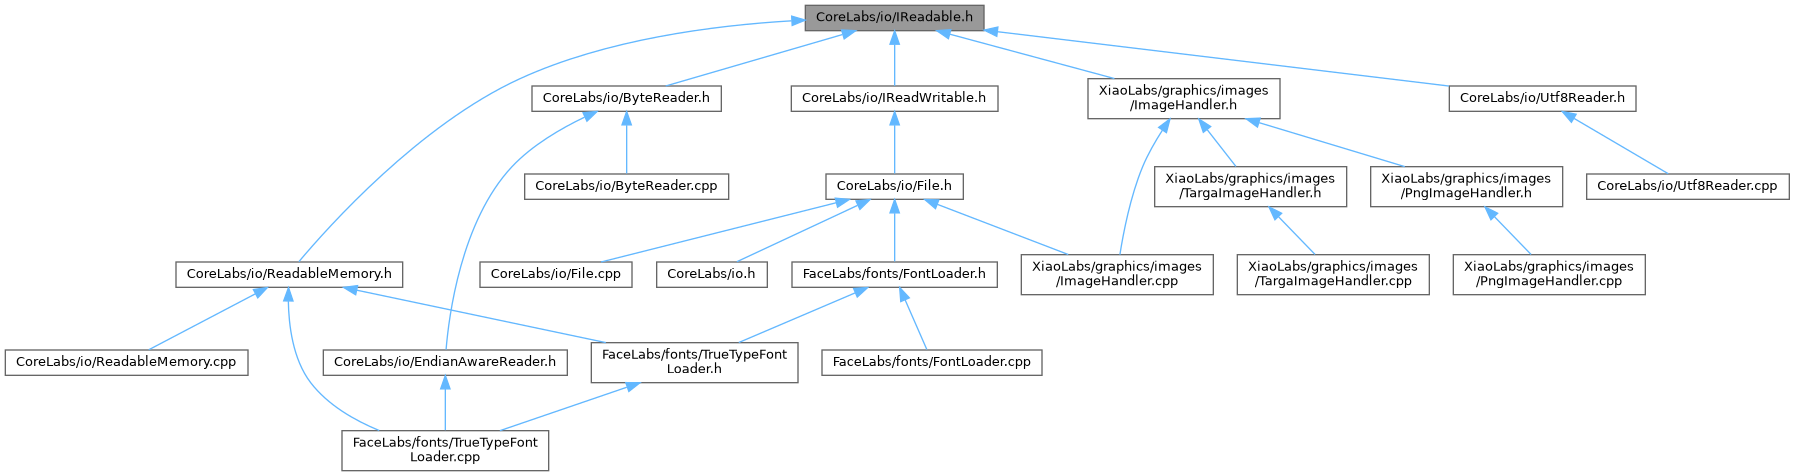 CoreLabs/io/IReadable.h
CoreLabs/io/ByteReader.h
CoreLabs/io/IReadWritable.h
XiaoLabs/graphics/images
/ImageHandler.h
CoreLabs/io/Utf8Reader.h
CoreLabs/io/ByteReader.cpp
CoreLabs/io/File.h
XiaoLabs/graphics/images
/TargaImageHandler.h
XiaoLabs/graphics/images
/PngImageHandler.h
CoreLabs/io/Utf8Reader.cpp
CoreLabs/io/ReadableMemory.h
CoreLabs/io/File.cpp
CoreLabs/io.h
FaceLabs/fonts/FontLoader.h
XiaoLabs/graphics/images
/ImageHandler.cpp
XiaoLabs/graphics/images
/TargaImageHandler.cpp
XiaoLabs/graphics/images
/PngImageHandler.cpp
CoreLabs/io/ReadableMemory.cpp
CoreLabs/io/EndianAwareReader.h
FaceLabs/fonts/TrueTypeFont
Loader.h
FaceLabs/fonts/FontLoader.cpp
FaceLabs/fonts/TrueTypeFont
Loader.cpp